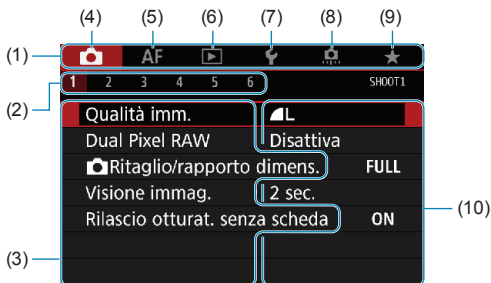 (4) (5) (6) (7) (8) (9)
(1) AF
(2) 1 2 3 4 5 6 SHOOT1
Qualità imm. L
Dual Pixel RAW Disattiva
Ritaglio/rapporto dimens. FULL
Visione immag. 2 sec. (10)
Rilascio otturat. senza scheda ON
(3)